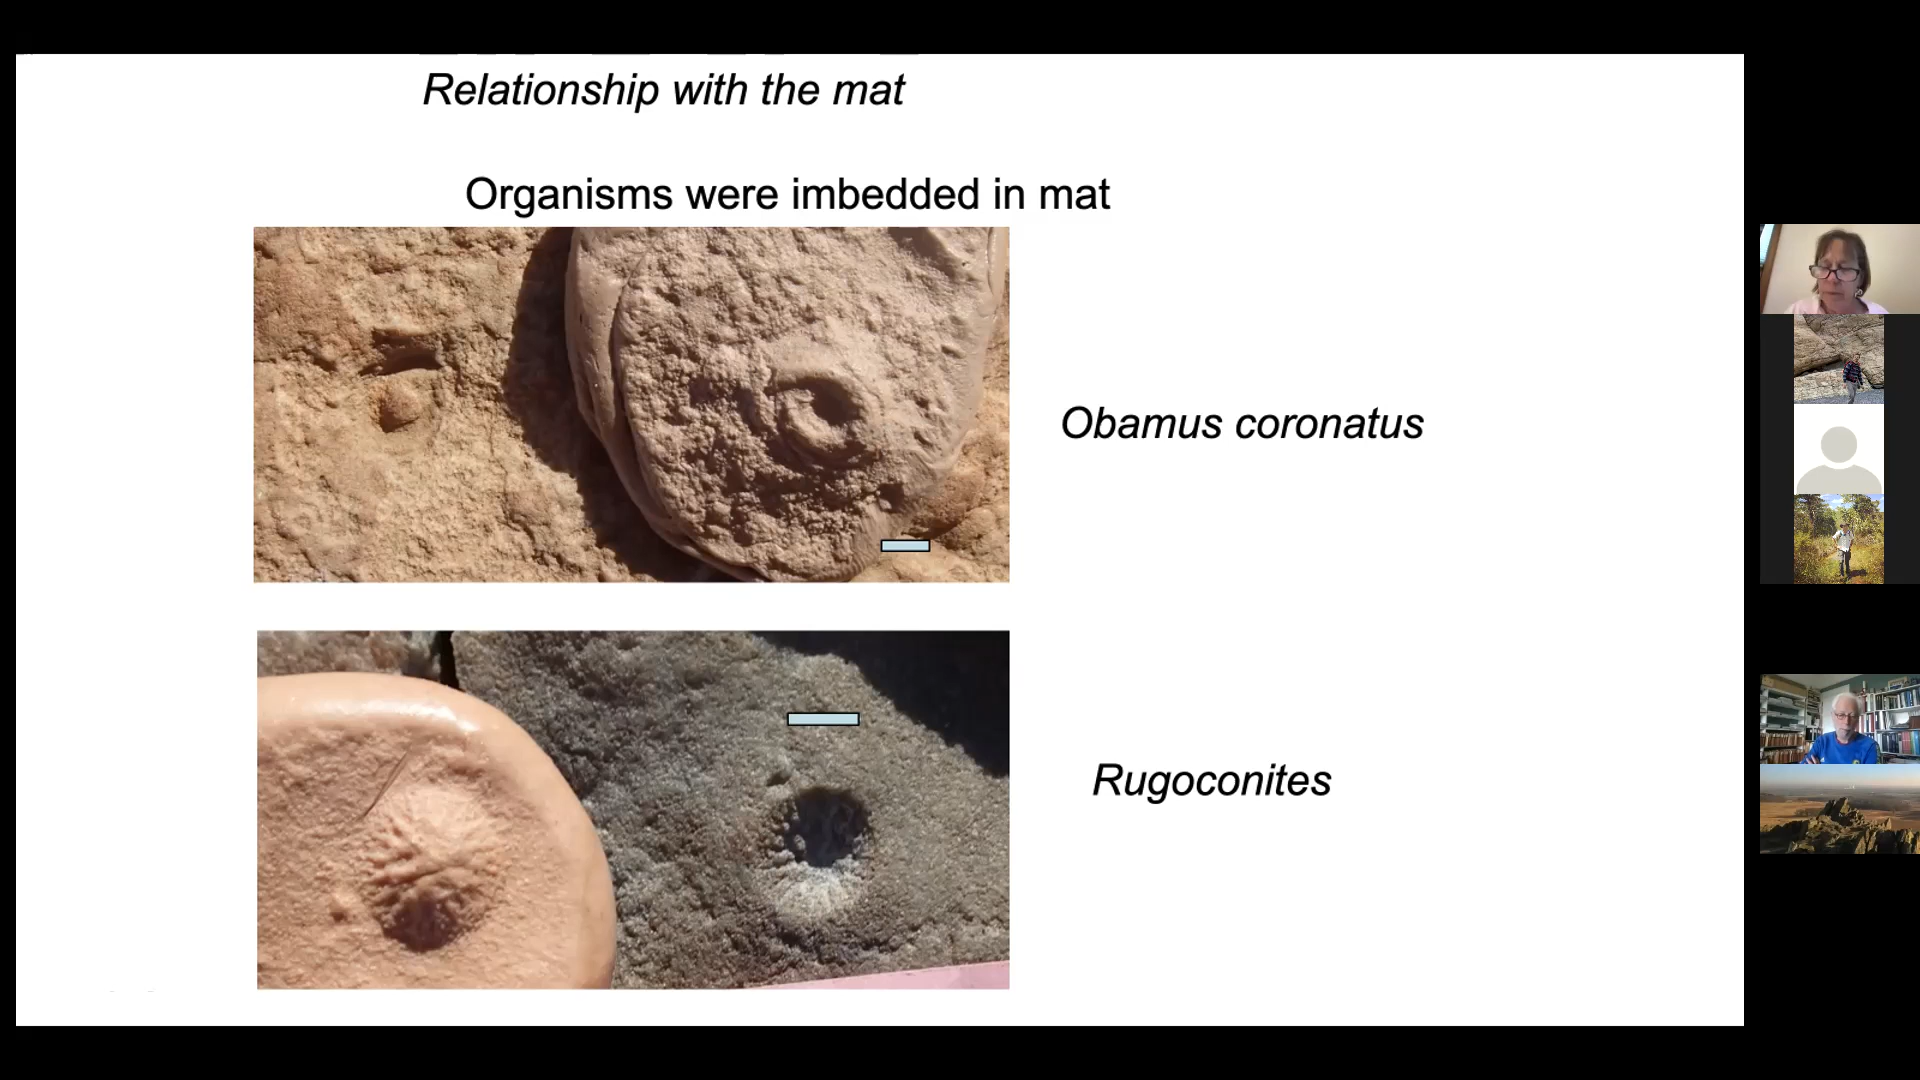 Relationship with the mat
Organisms were imbedded in mat
Obamus coronatus
Rugoconites